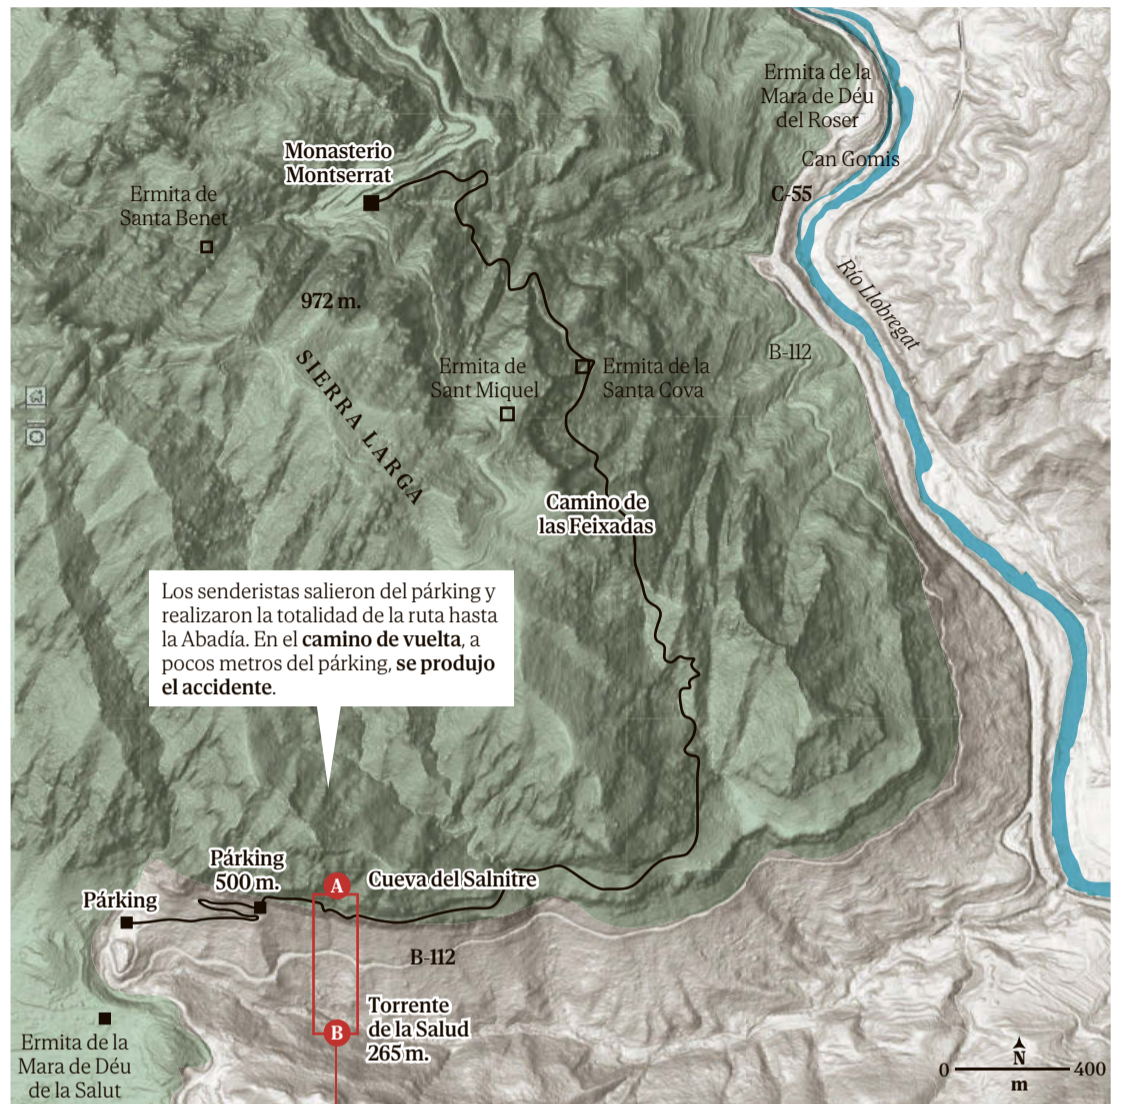 Ermita de la
Mara de Déu
del Roser
Can Gomis
C-55
Monasterio
Montserrat
Ermita de
Santa Benet
972 m.
Río Llobregat
B-112
SIERRA LARGA
Ermita de
Sant Miquel
Ermita de la
Santa Cova
Camino de
las Feixadas
Los senderistas salieron del párking y
realizaron la totalidad de la ruta hasta
la Abadía. En el camino de vuelta, a
pocos metros del párking, se produjo
el accidente.
Párking
500 m.
Párking
A
Cueva del Salnitre
B-112
Torrente
de la Salud
265 m.
B
Ermita de la
Mara de Déu
de la Salut
N
0
400
m